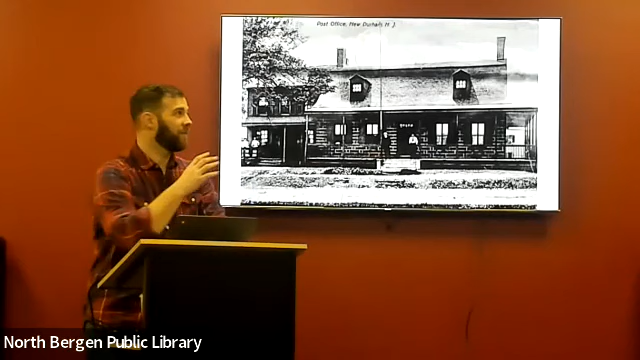 Post Office, New Durham N. J.
North Bergen Public Library